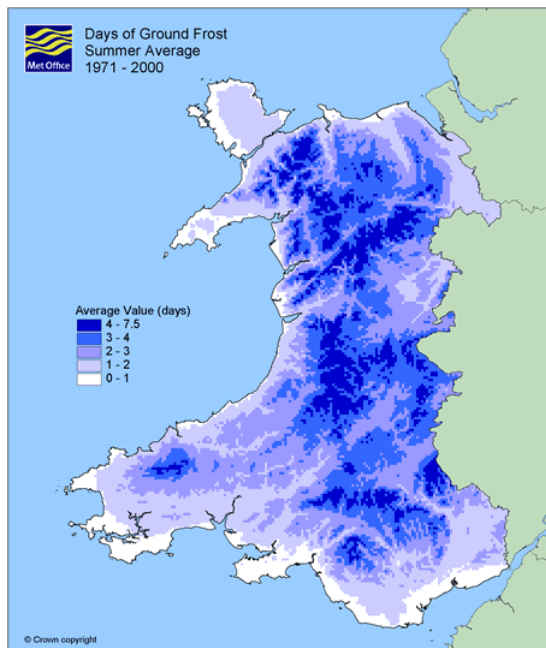 Days of Ground Frost
Summer Average
1971 - 2000
Met Office
Average Value (days)
4 - 7.5
3 - 4
2 - 3
1 - 2
0 - 1
© Crown copyright